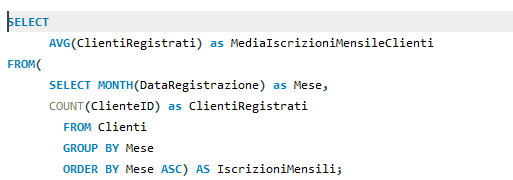 SELECT
AVG(ClientiRegistrati) as MediaIscrizioniMensileClienti
FROM(
SELECT MONTH(DataRegistrazione) as Mese,
COUNT(ClienteID) as ClientiRegistrati
FROM Clienti
GROUP BY Mese
ORDER BY Mese ASC) AS IscrizioniMensili;